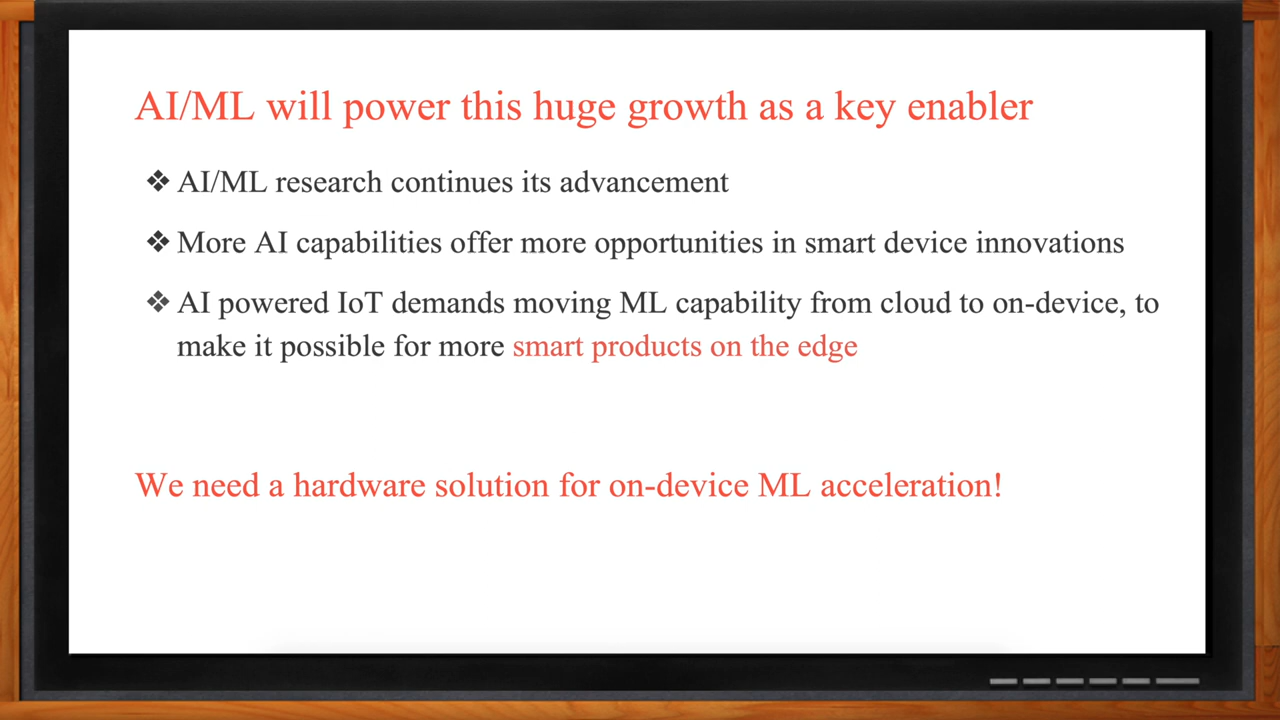 AI/ML will power this huge growth as a key enabler
❖ AI/ML research continues its advancement
❖ More AI capabilities offer more opportunities in smart device innovations
❖ AI powered IoT demands moving ML capability from cloud to on-device, to
make it possible for more smart products on the edge
We need a hardware solution for on-device ML acceleration!